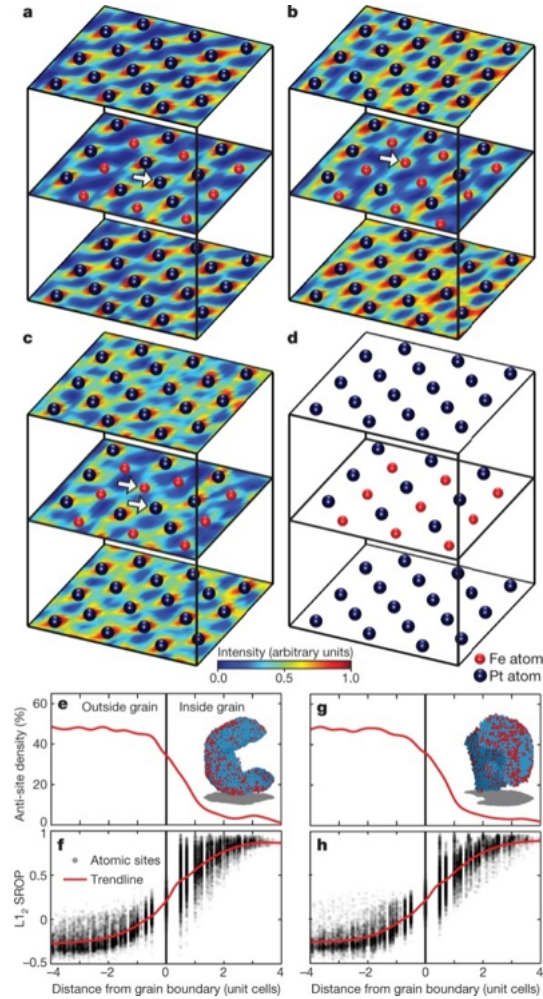 a
b
c
d
Intensity (arbitrary units)
0.0 0.5 1.0
Fe atom
Pt atom
e
Outside grain
Inside grain
Anti-site density (%)
60
40
20
0
g
f
Atomic sites
Trendline
L1₂ SROP
1
0.5
0
−0.5
h
−4 −2 0 2 4
−4 −2 0 2 4
Distance from grain boundary (unit cells)
Distance from grain boundary (unit cells)